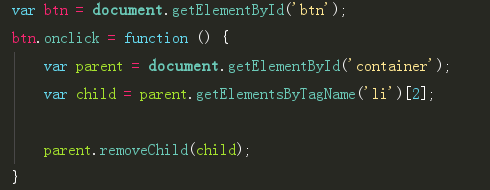 var btn = document.getElementById('btn');
btn.onclick = function () {
    var parent = document.getElementById('container');
    var child = parent.getElementsByTagName('li')[2];

    parent.removeChild(child);
}